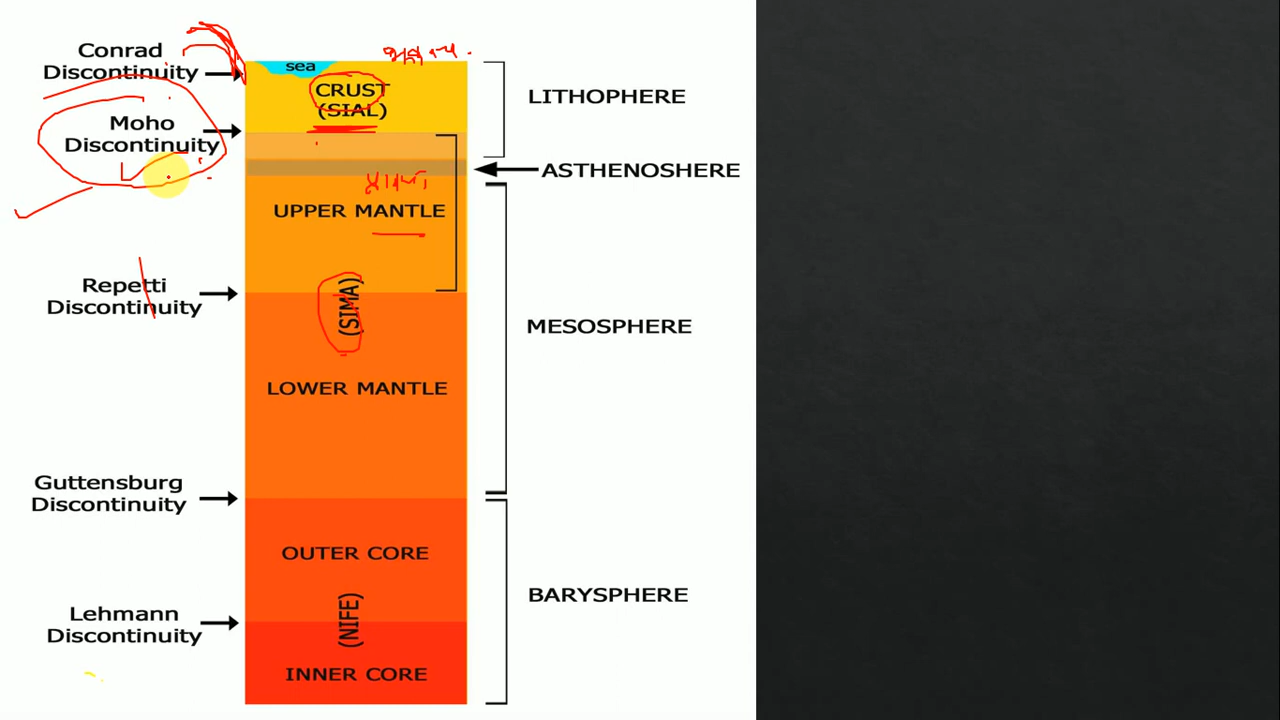 Conrad
Discontinuity
sea
CRUST
(SIAL)
LITHOPHERE
Moho
Discontinuity
ASTHENOSHERE
UPPER MANTLE
Repetti
Discontinuity
(SIMA)
MESOSPHERE
LOWER MANTLE
Guttensburg
Discontinuity
OUTER CORE
BARYSPHERE
(NIFE)
Lehmann
Discontinuity
INNER CORE